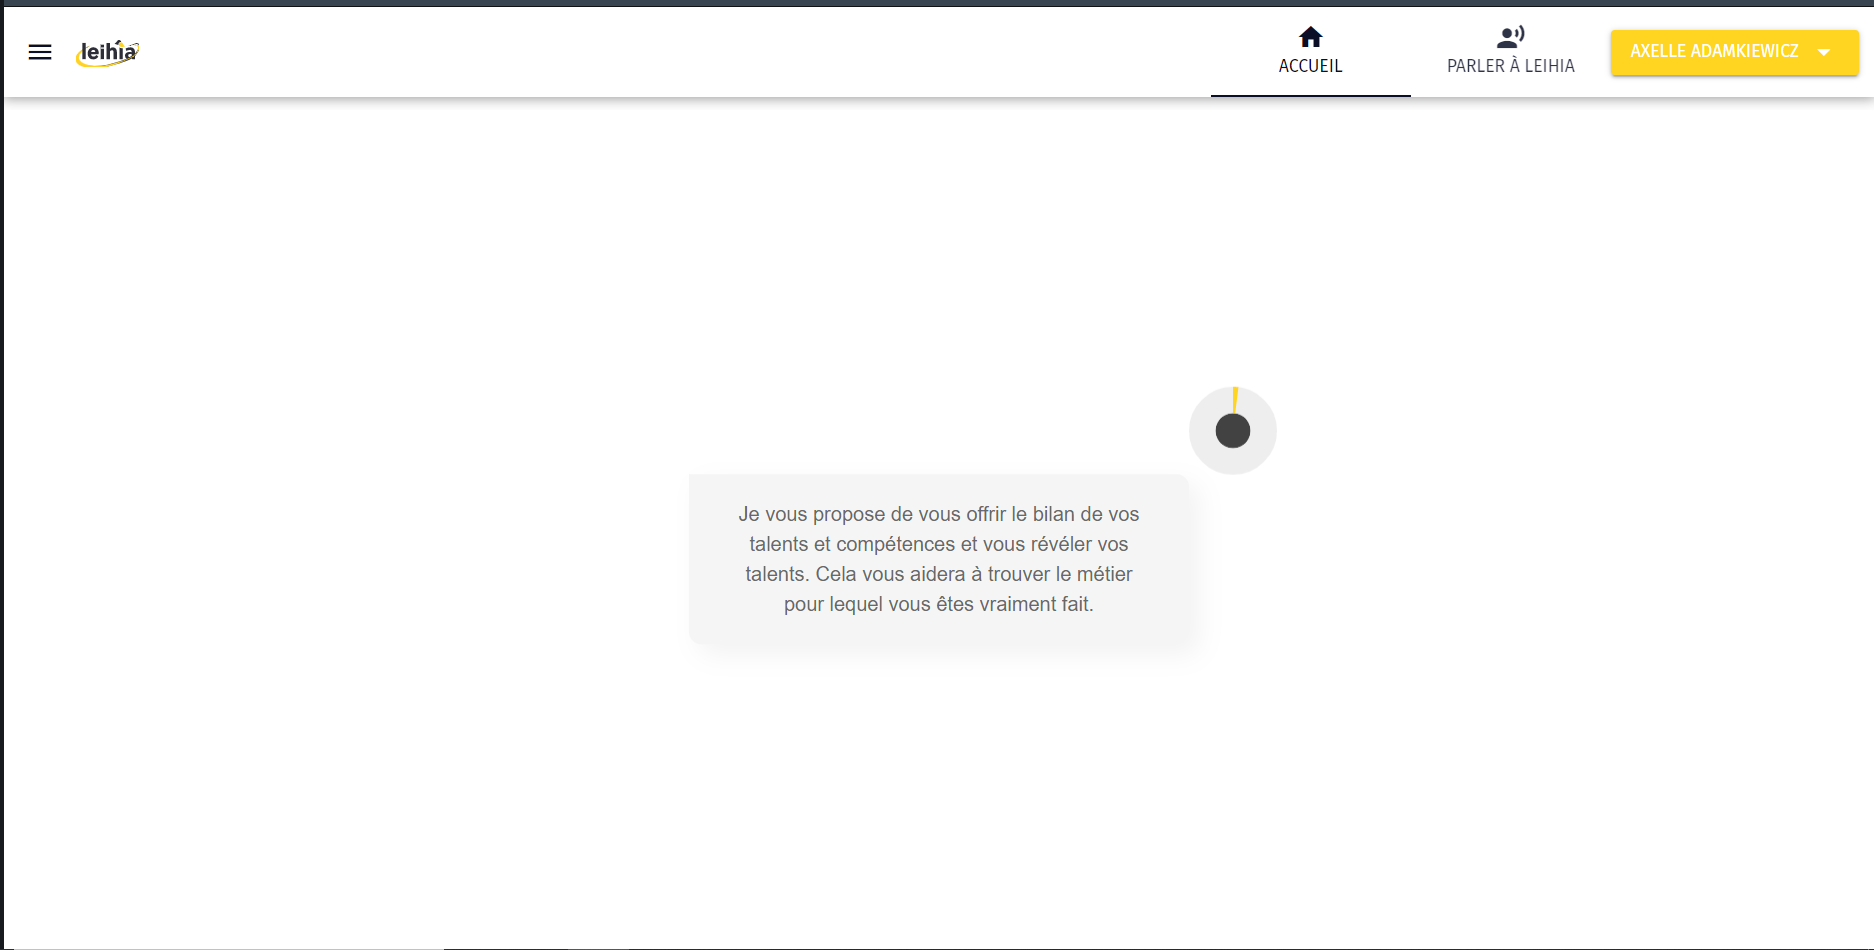 leihia
ACCUEIL
PARLER À LEIHIA
AXELLE ADAMKIEWICZ
Je vous propose de vous offrir le bilan de vos
talents et compétences et vous révéler vos
talents. Cela vous aidera à trouver le métier
pour lequel vous êtes vraiment fait.